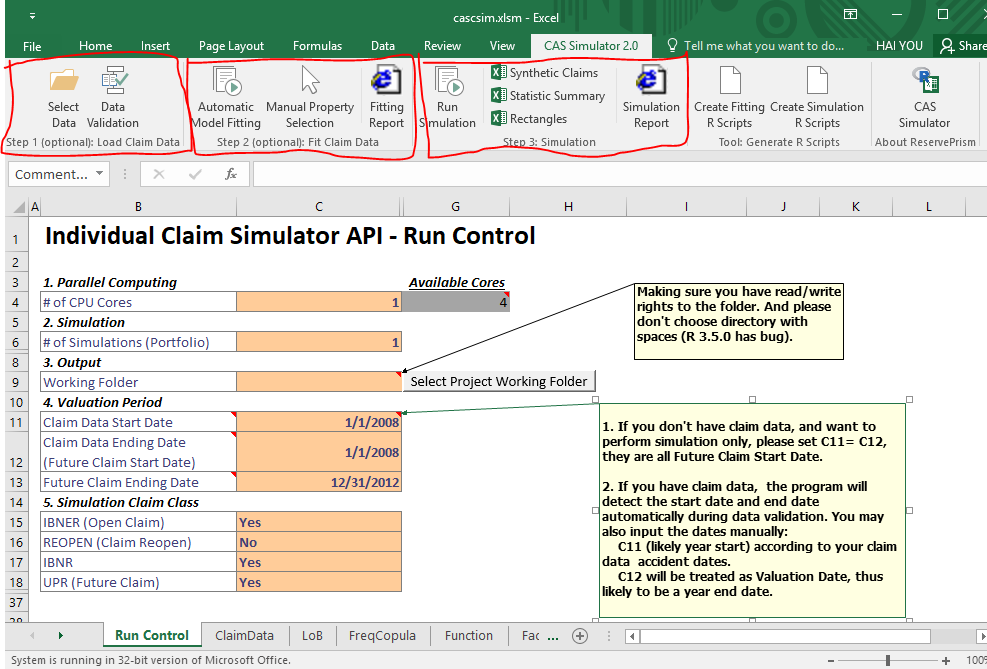 cascsim.xlsm - Excel
File Home Insert Page Layout Formulas Data Review View CAS Simulator 2.0 Tell me what you want to do... HAI YOU Share
Select Data
Data Validation
Automatic Model Fitting
Manual Property Selection
Fitting Report
Run Simulation
Synthetic Claims
Statistic Summary
Rectangles
Simulation Report
Create Fitting R Scripts
Create Simulation R Scripts
CAS Simulator
Step 1 (optional): Load Claim Data
Step 2 (optional): Fit Claim Data
Step 3: Simulation
Tool: Generate R Scripts
About ReservePrism
Comment... fx
A B C G H I J K L
1 Individual Claim Simulator API - Run Control
2
3 1. Parallel Computing Available Cores
4 # of CPU Cores 1 4
5 2. Simulation
6 # of Simulations (Portfolio) 1
8 3. Output
9 Working Folder Select Project Working Folder
10 4. Valuation Period
11 Claim Data Start Date 1/1/2008
Claim Data Ending Date
12 (Future Claim Start Date) 1/1/2008
13 Future Claim Ending Date 12/31/2012
14 5. Simulation Claim Class
15 IBNER (Open Claim) Yes
16 REOPEN (Claim Reopen) No
17 IBNR Yes
18 UPR (Future Claim) Yes
37
38
Making sure you have read/write
rights to the folder. And please
don't choose directory with
spaces (R 3.5.0 has bug).
1. If you don't have claim data, and want to
perform simulation only, please set C11= C12,
they are all Future Claim Start Date.
2. If you have claim data, the program will
detect the start date and end date
automatically during data validation. You may
also input the dates manually:
C11 (likely year start) according to your claim
data accident dates.
C12 will be treated as Valuation Date, thus
likely to be a year end date.
Run Control ClaimData LoB FreqCopula Function Fac ...
System is running in 32-bit version of Microsoft Office. 100%